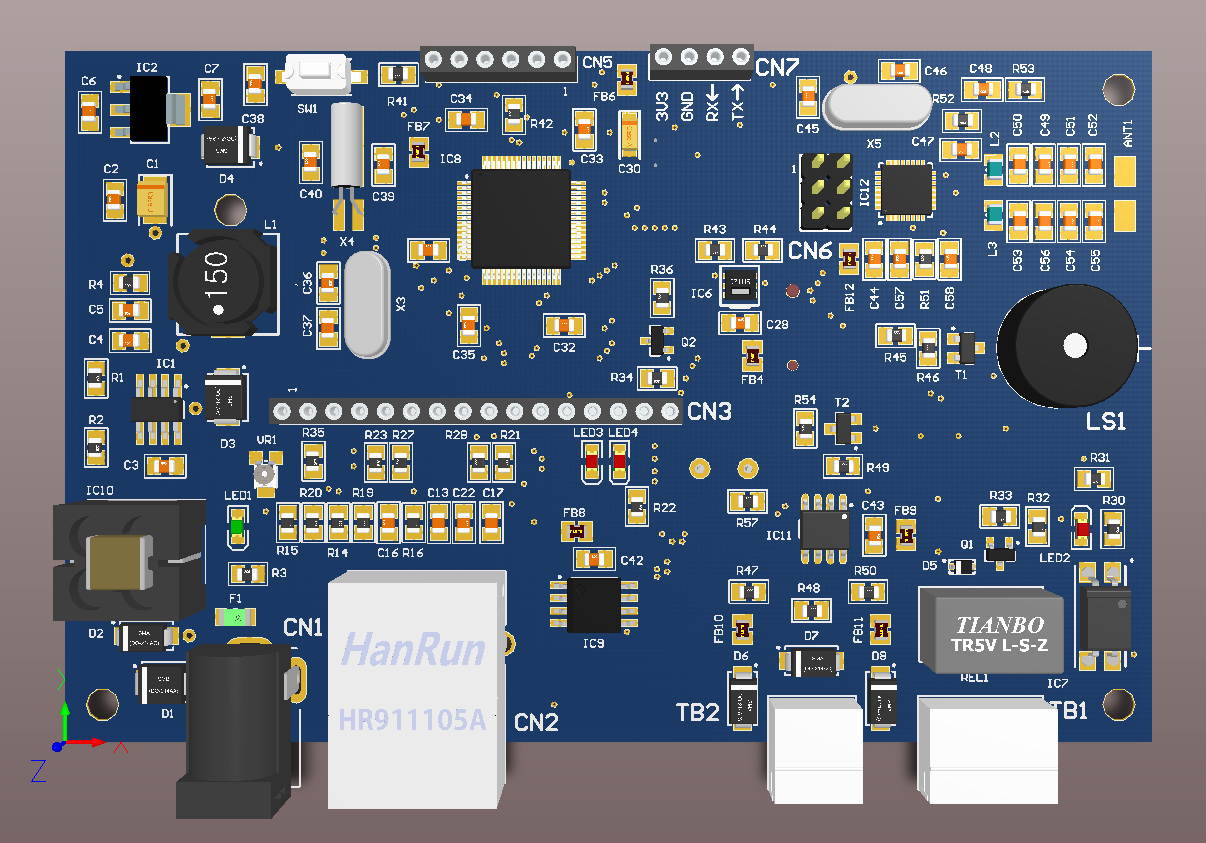 IC2
C7
C6
C38
SW1
R41
C34
R42
CN5
1
FB6
CN7
3V3
GND
RX
TX
C45
C46
R52
C47
X5
C48
R53
C50
C49
C51
C52
ANT1
L2
L3
C2
C1
D4
C40
C39
FB7
IC8
C33
C30
X4
L1
150
R4
C5
C4
C36
C37
X3
C35
C32
R43
R44
CN6
1
IC12
R36
IC6
C28
Q2
R34
FB4
FB12
C44
C57
R51
C58
C53
C56
C54
C55
R45
R46
T1
LS1
R1
IC1
R2
C3
D3
1
CN3
VR1
R35
R23
R27
R28
R21
LED3
LED4
R54
T2
R49
R31
IC10
LED1
R20
R19
C13
C22
C17
R15
R14
C16
R16
R22
FB8
C42
R57
IC11
C43
FB9
R33
R32
R30
LED2
Q1
D5
R3
F1
D2
D1
CN1
HanRun
HR911105A
CN2
IC9
R47
R48
R50
FB10
FB11
D7
D6
D8
TB2
TIANBO
TR5V L-S-Z
REL1
IC7
TB1
X
Y
Z